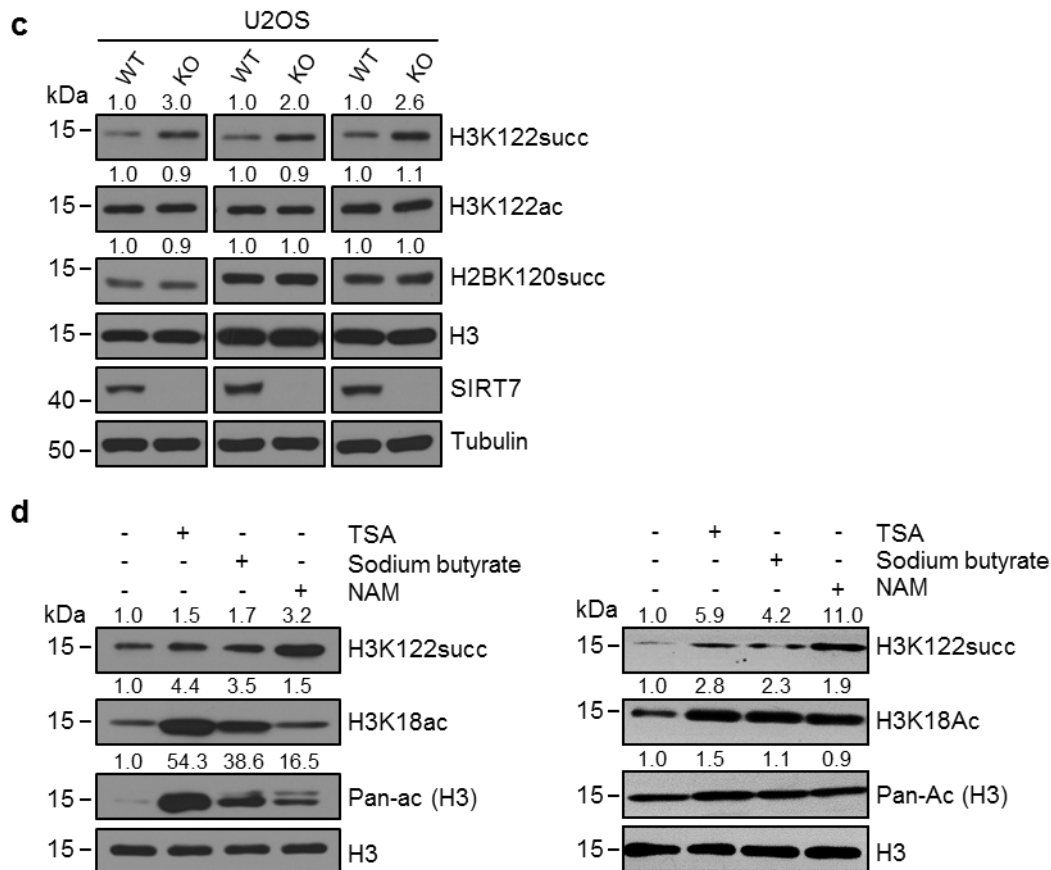 c
U2OS
WT KO WT KO WT KO
kDa
1.0 3.0 1.0 2.0 1.0 2.6
15 H3K122succ
1.0 0.9 1.0 0.9 1.0 1.1
15 H3K122ac
1.0 0.9 1.0 1.0 1.0 1.0
15 H2BK120succ
15 H3
40 SIRT7
50 Tubulin
d
- + - - TSA
- - + - Sodium butyrate
- - - + NAM
kDa
1.0 1.5 1.7 3.2
15 H3K122succ
1.0 4.4 3.5 1.5
15 H3K18ac
1.0 54.3 38.6 16.5
15 Pan-ac (H3)
15 H3
- + - - TSA
- - + - Sodium butyrate
- - - + NAM
kDa
1.0 5.9 4.2 11.0
15 H3K122succ
1.0 2.8 2.3 1.9
15 H3K18Ac
1.0 1.5 1.1 0.9
15 Pan-Ac (H3)
15 H3